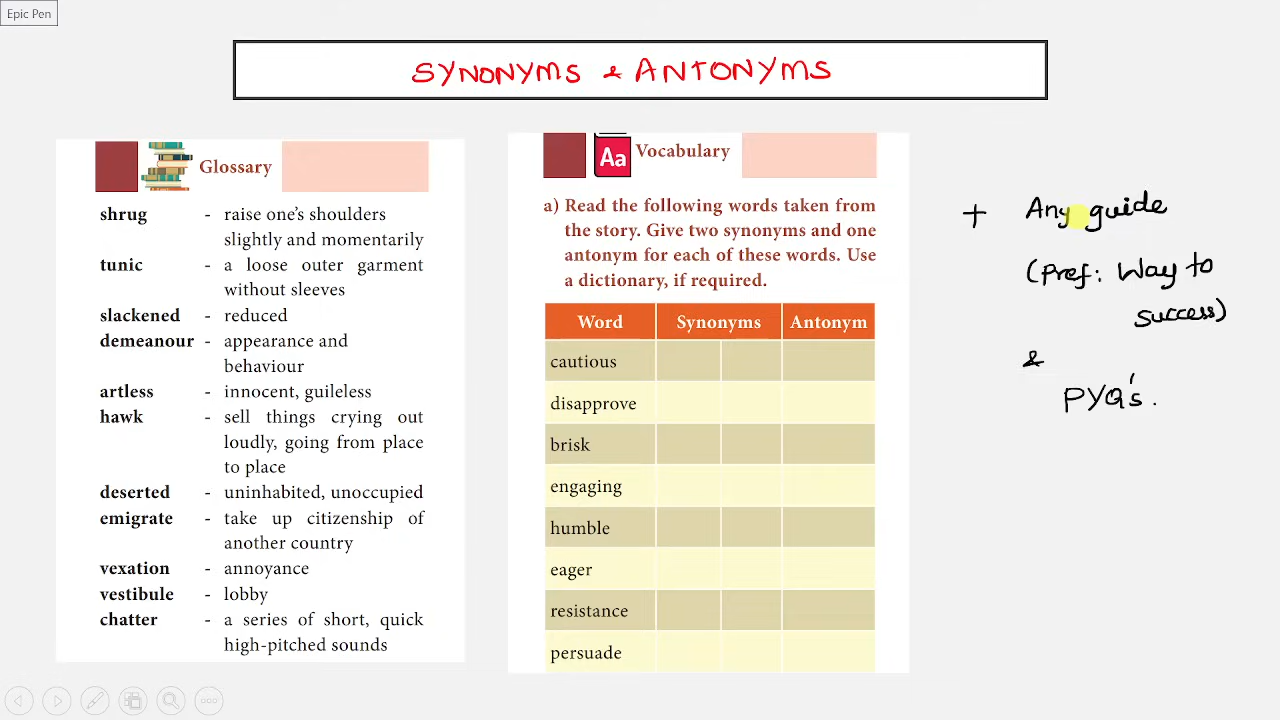 Epic Pen
SYNONYMS & ANTONYMS
Glossary
shrug - raise one's shoulders
slightly and momentarily
tunic - a loose outer garment
without sleeves
slackened - reduced
demeanour - appearance and
behaviour
artless - innocent, guileless
hawk - sell things crying out
loudly, going from place
to place
deserted - uninhabited, unoccupied
emigrate - take up citizenship of
another country
vexation - annoyance
vestibule - lobby
chatter - a series of short, quick
high-pitched sounds
Aa Vocabulary
a) Read the following words taken from
the story. Give two synonyms and one
antonym for each of these words. Use
a dictionary, if required.
Word Synonyms Antonym
cautious
disapprove
brisk
engaging
humble
eager
resistance
persuade
+ Any guide
(Pref: Way to
success)
&
PYQ's.